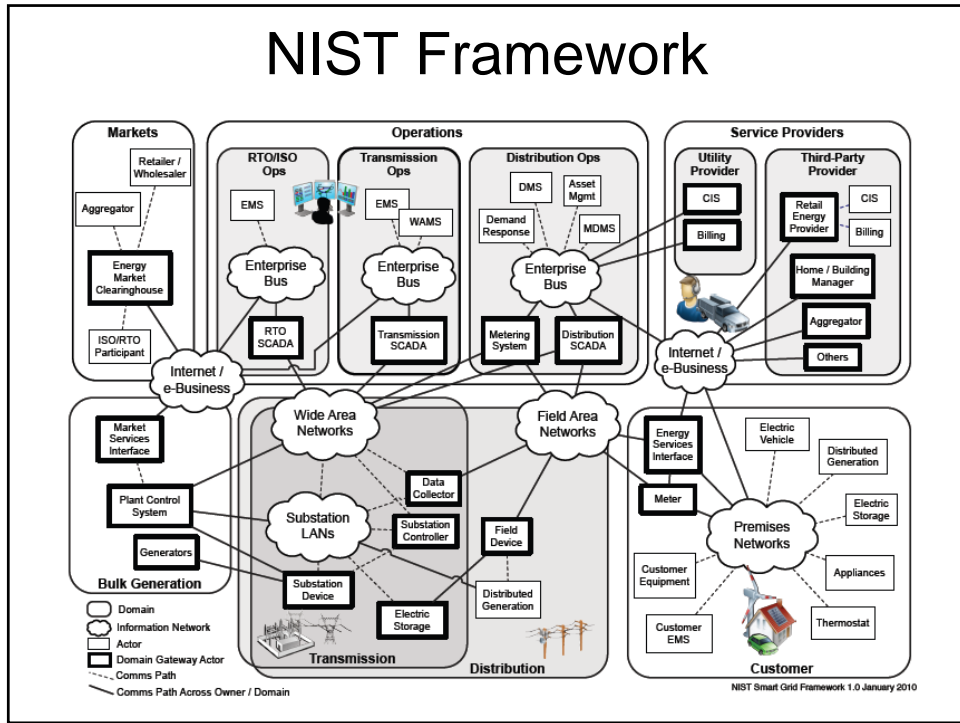 NIST Framework
Markets
Retailer /
Wholesaler
Aggregator
Energy
Market
Clearinghouse
ISO/RTO
Participant
Operations
RTO/ISO
Ops
EMS
Enterprise
Bus
RTO
SCADA
Transmission
Ops
EMS
WAMS
Enterprise
Bus
Transmission
SCADA
Distribution Ops
DMS
Asset
Mgmt
Demand
Response
MDMS
Enterprise
Bus
Metering
System
Distribution
SCADA
Service Providers
Utility
Provider
CIS
Billing
Third-Party
Provider
Retail
Energy
Provider
CIS
Billing
Home / Building
Manager
Aggregator
Others
Internet /
e-Business
Internet /
e-Business
Market
Services
Interface
Plant Control
System
Generators
Bulk Generation
Wide Area
Networks
Field Area
Networks
Data
Collector
Substation
LANs
Substation
Controller
Field
Device
Substation
Device
Electric
Storage
Distributed
Generation
Transmission
Distribution
Energy
Services
Interface
Meter
Electric
Vehicle
Distributed
Generation
Electric
Storage
Premises
Networks
Customer
Equipment
Appliances
Customer
EMS
Thermostat
Customer
Domain
Information Network
Actor
Domain Gateway Actor
Comms Path
Comms Path Across Owner / Domain
NIST Smart Grid Framework 1.0 January 2010